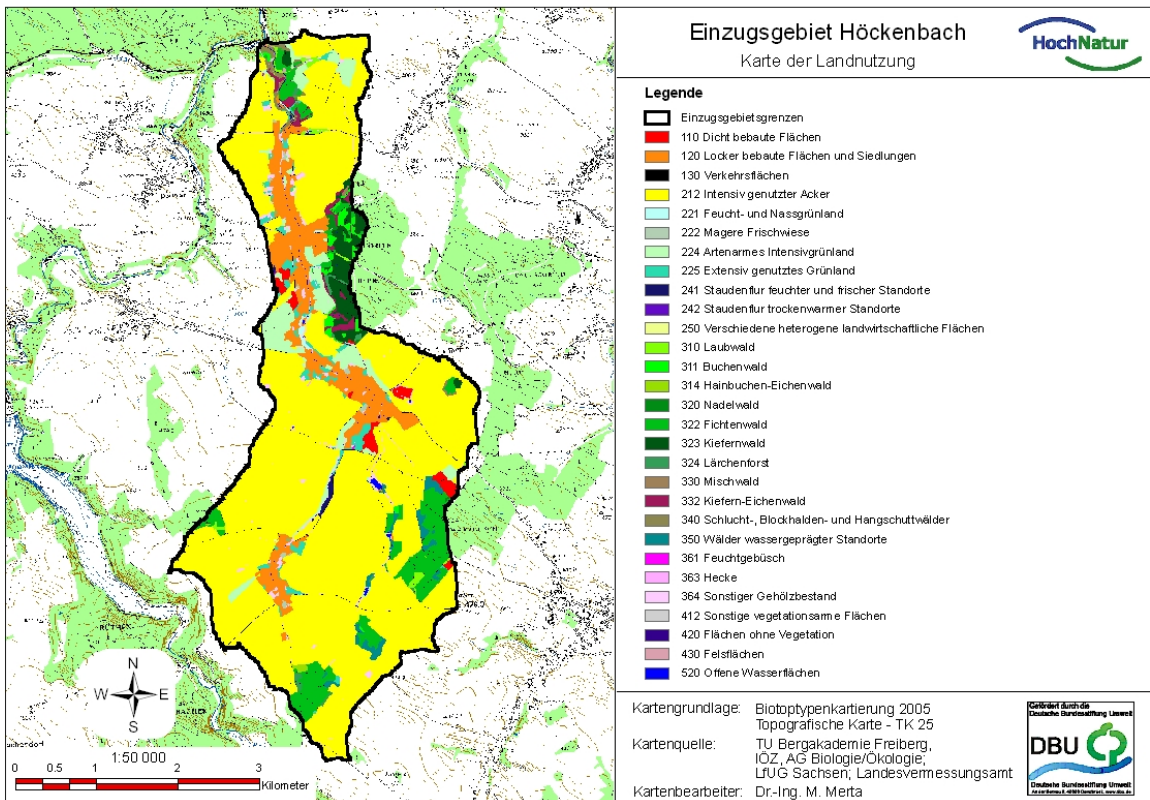 Einzugsgebiet Höckenbach
Karte der Landnutzung
HochNatur
Legende
Einzugsgebietsgrenzen
110 Dicht bebaute Flächen
120 Locker bebaute Flächen und Siedlungen
130 Verkehrsflächen
212 Intensiv genutzter Acker
221 Feucht- und Nassgrünland
222 Magere Frischwiese
224 Artenarmes Intensivgrünland
225 Extensiv genutztes Grünland
241 Staudenflur feuchter und frischer Standorte
242 Staudenflur trockenwarmer Standorte
250 Verschiedene heterogene landwirtschaftliche Flächen
310 Laubwald
311 Buchenwald
314 Hainbuchen-Eichenwald
320 Nadelwald
322 Fichtenwald
323 Kiefernwald
324 Lärchenforst
330 Mischwald
332 Kiefern-Eichenwald
340 Schlucht-, Blockhalden- und Hangschuttwälder
350 Wälder wassergeprägter Standorte
361 Feuchtgebüsch
363 Hecke
364 Sonstiger Gehölzbestand
412 Sonstige vegetationsarme Flächen
420 Flächen ohne Vegetation
430 Felsflächen
520 Offene Wasserflächen
N
W E
S
1:50 000
0 1 2 3
Kilometer
Kartengrundlage: Biotoptypenkartierung 2005
Topografische Karte - TK 25
Kartenquelle: TU Bergakademie Freiberg,
IÖZ, AG Biologie/Ökologie;
LfUG Sachsen; Landesvermessungsamt
Kartenbearbeiter: Dr.-Ing. M. Merta
Gefördert durch die
Deutsche Bundesstiftung Umwelt
DBU
Deutsche Bundesstiftung Umwelt